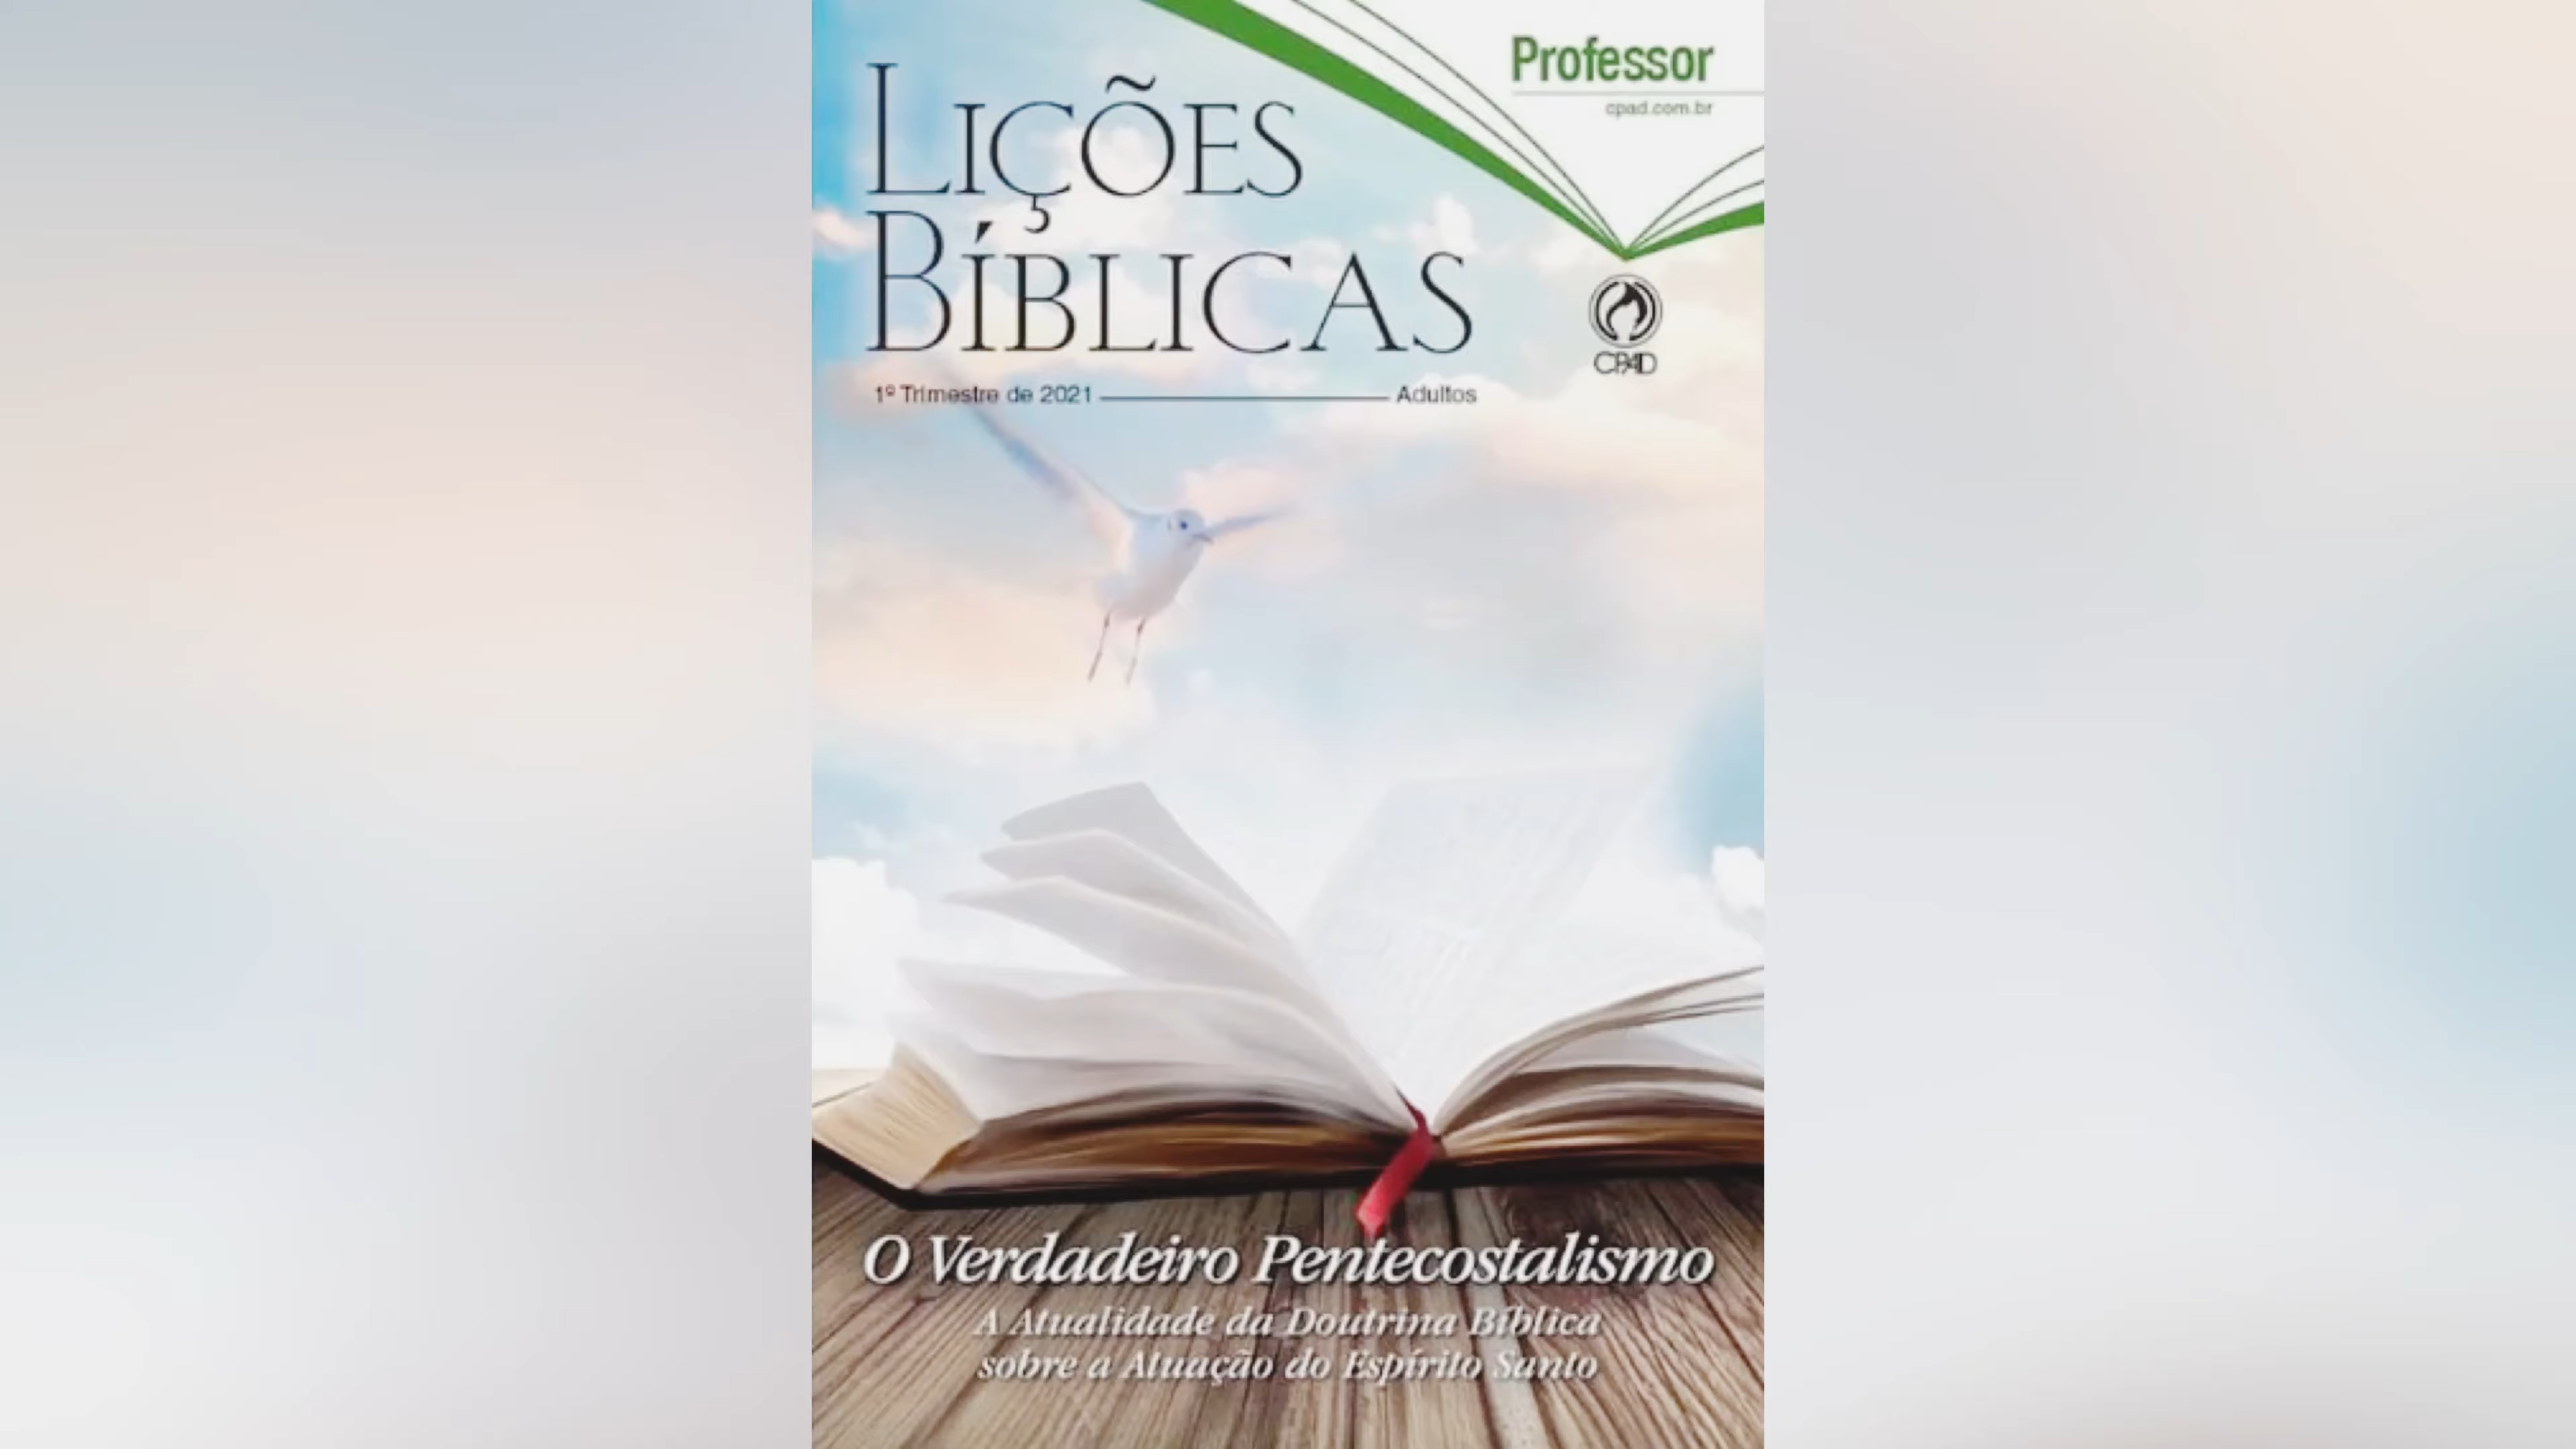 Professor
cpad.com.br
LIÇÕES
BÍBLICAS
CPAD
1º Trimestre de 2021
Adultos
O Verdadeiro Pentecostalismo
A Atualidade da Doutrina Bíblica
sobre a Atuação do Espírito Santo